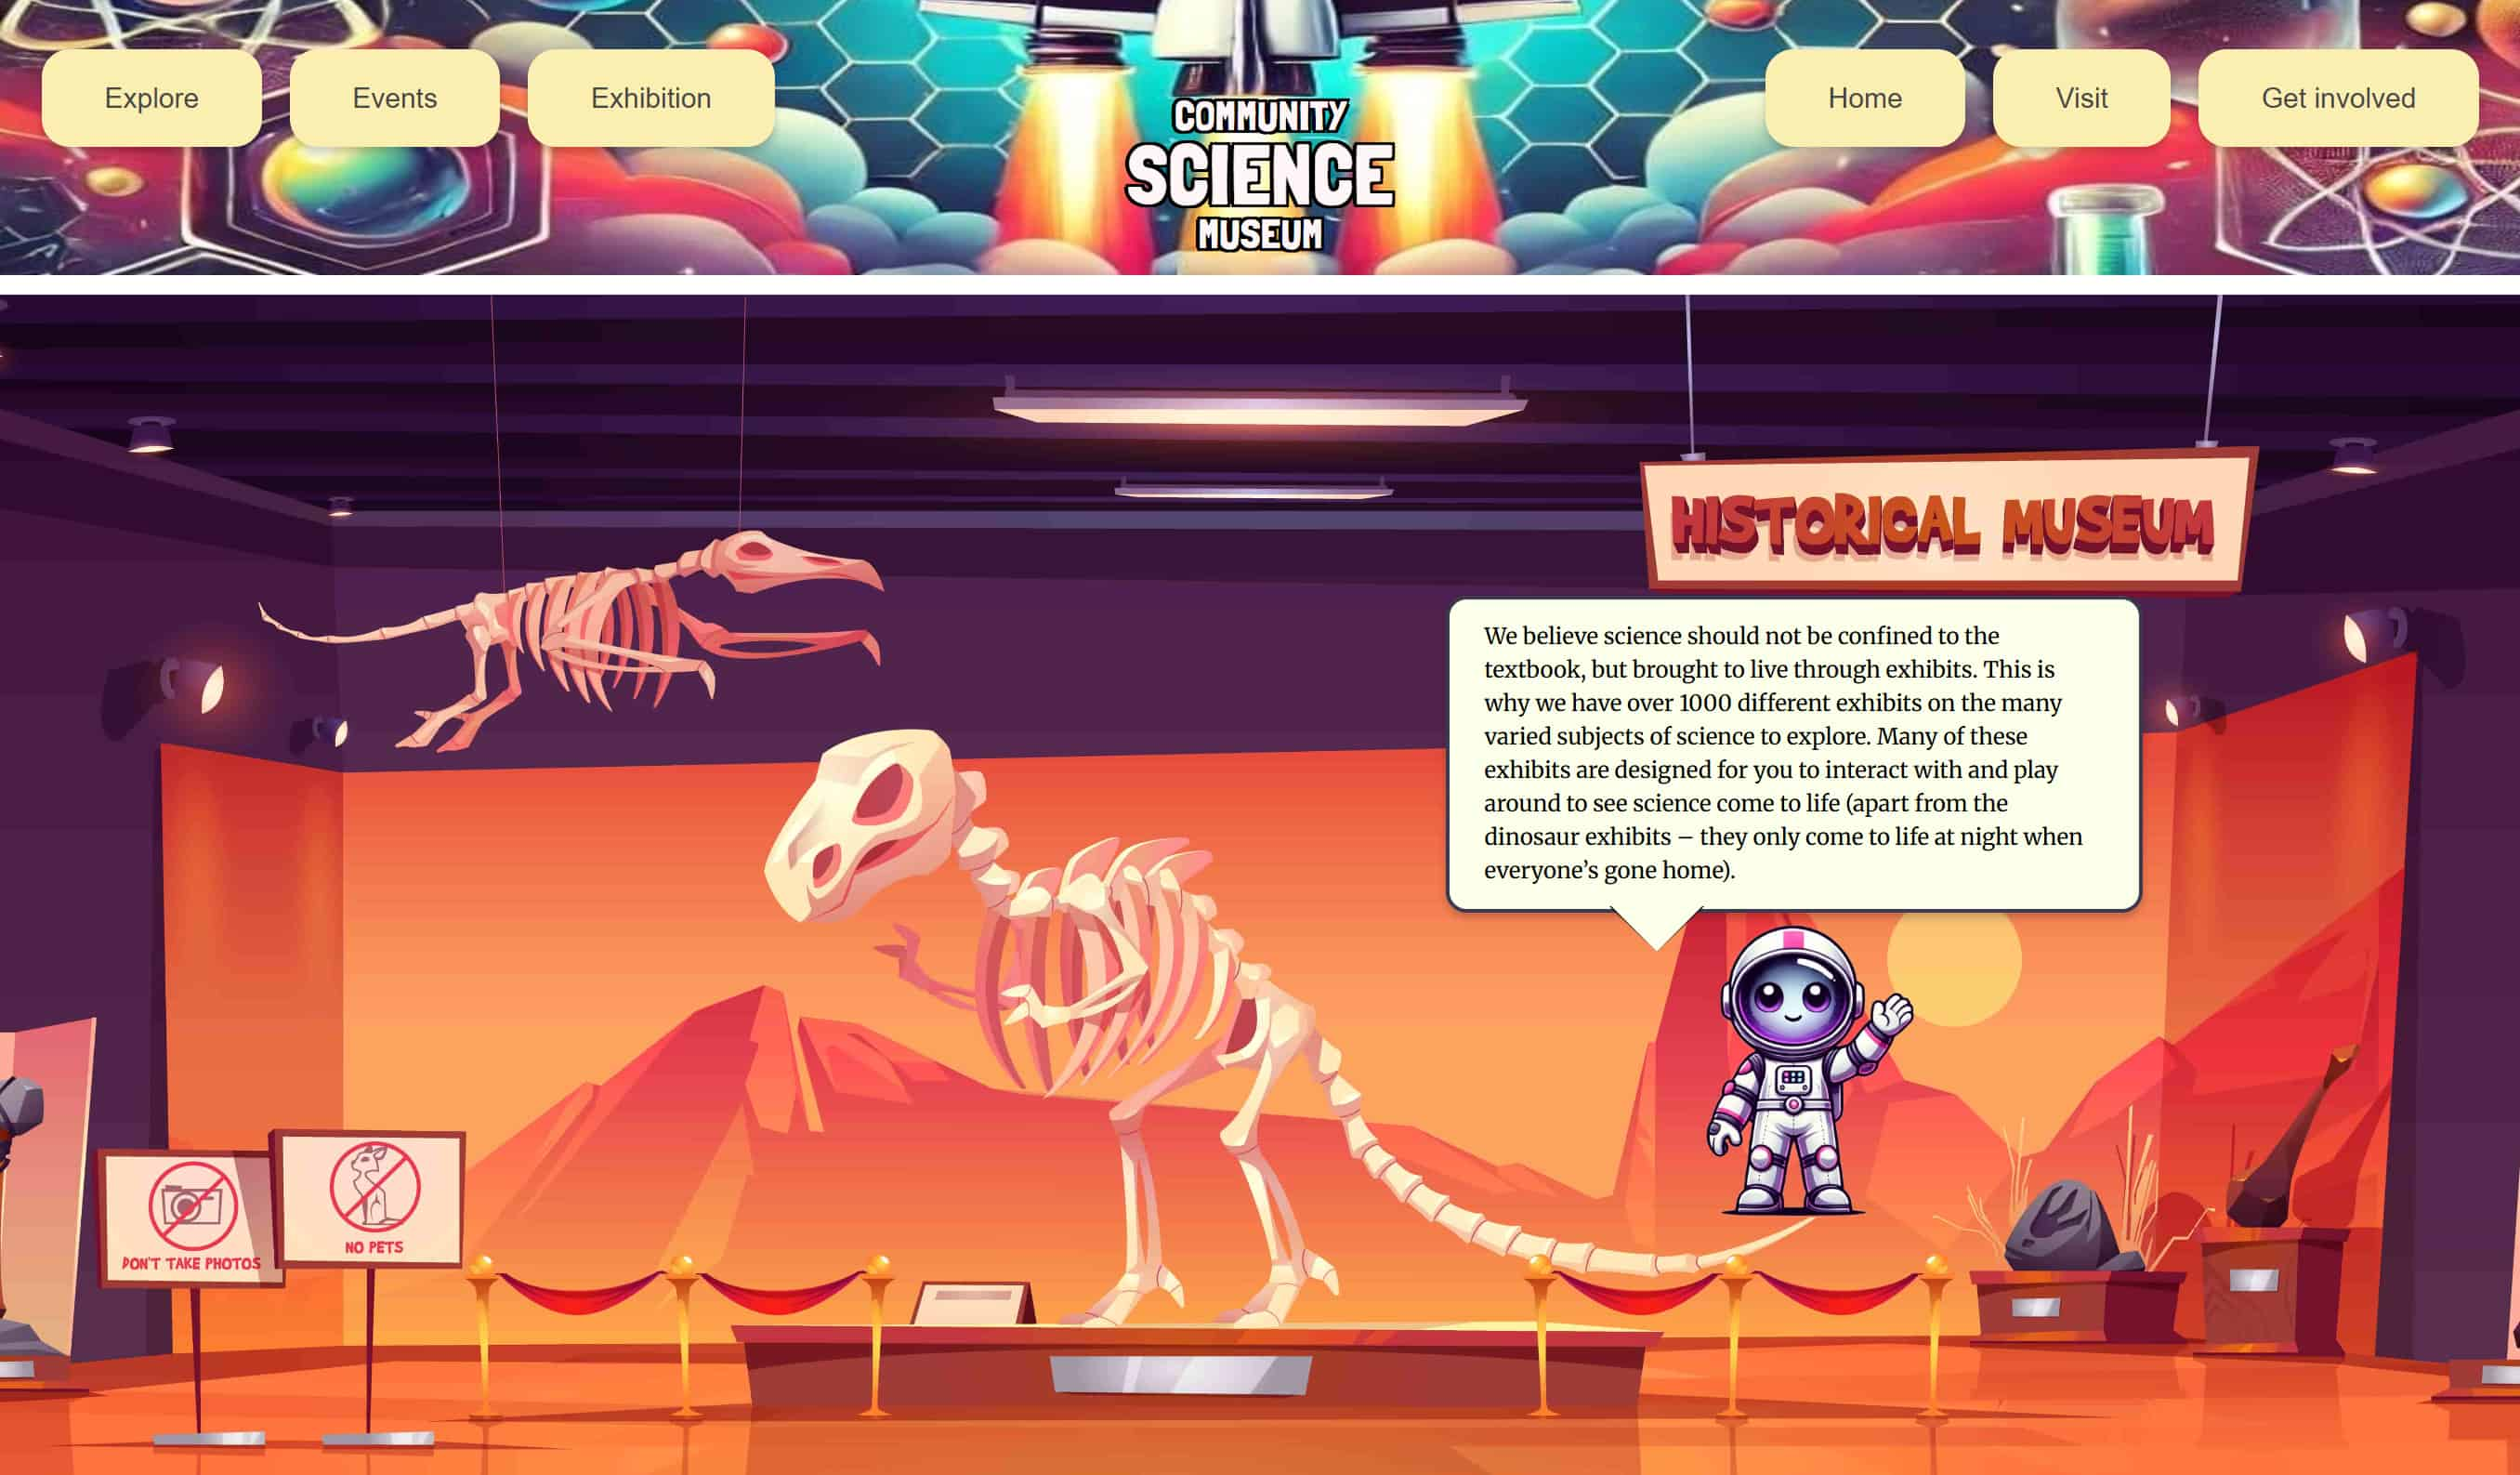 Explore Events Exhibition Home Visit Get involved
COMMUNITY
SCIENCE
MUSEUM
HISTORICAL MUSEUM
We believe science should not be confined to the
textbook, but brought to live through exhibits. This is
why we have over 1000 different exhibits on the many
varied subjects of science to explore. Many of these
exhibits are designed for you to interact with and play
around to see science come to life (apart from the
dinosaur exhibits – they only come to life at night when
everyone’s gone home).
DON'T TAKE PHOTOS
NO PETS